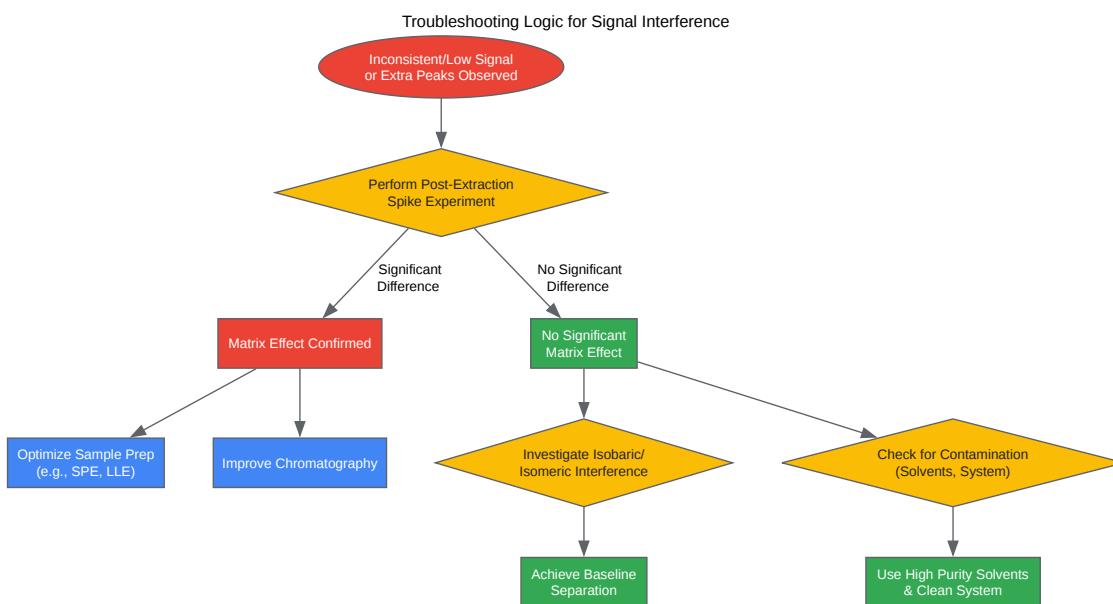 Troubleshooting Logic for Signal Interference
Inconsistent/Low Signal
or Extra Peaks Observed
Perform Post-Extraction
Spike Experiment
Significant
Difference
No Significant
Difference
Matrix Effect Confirmed
No Significant
Matrix Effect
Optimize Sample Prep
(e.g., SPE, LLE)
Improve Chromatography
Investigate Isobaric/
Isomeric Interference
Check for Contamination
(Solvents, System)
Achieve Baseline
Separation
Use High Purity Solvents
& Clean System